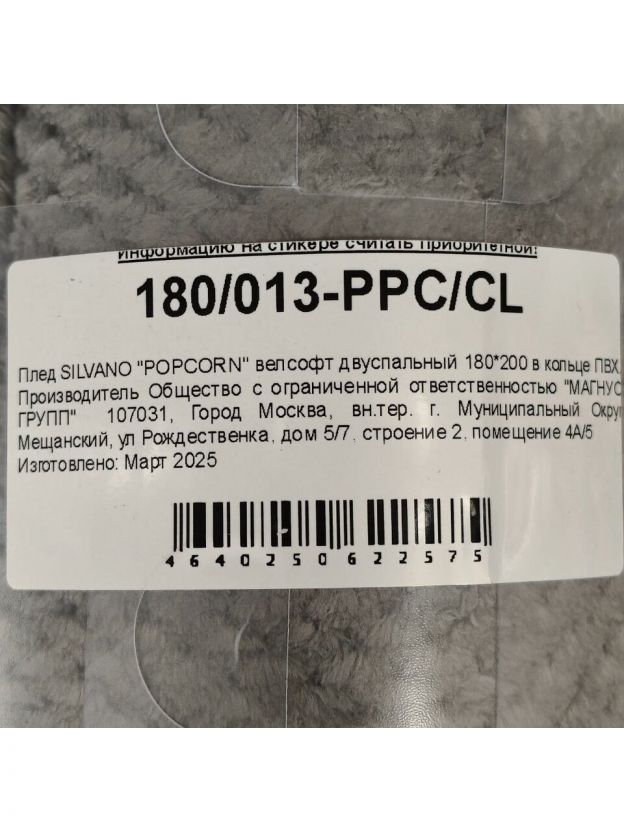 информацию на стикере считать приоритетной!
180/013-PPC/CL
Плед SILVANO "POPCORN" велсофт двуспальный 180*200 в кольце ПВХ,
Производитель Общество с ограниченной ответственностью "МАГНУС
ГРУПП" 107031, Город Москва, вн.тер. г. Муниципальный Округ
Мещанский, ул Рождественка, дом 5/7, строение 2, помещение 4А/5
Изготовлено: Март 2025
4640250622575